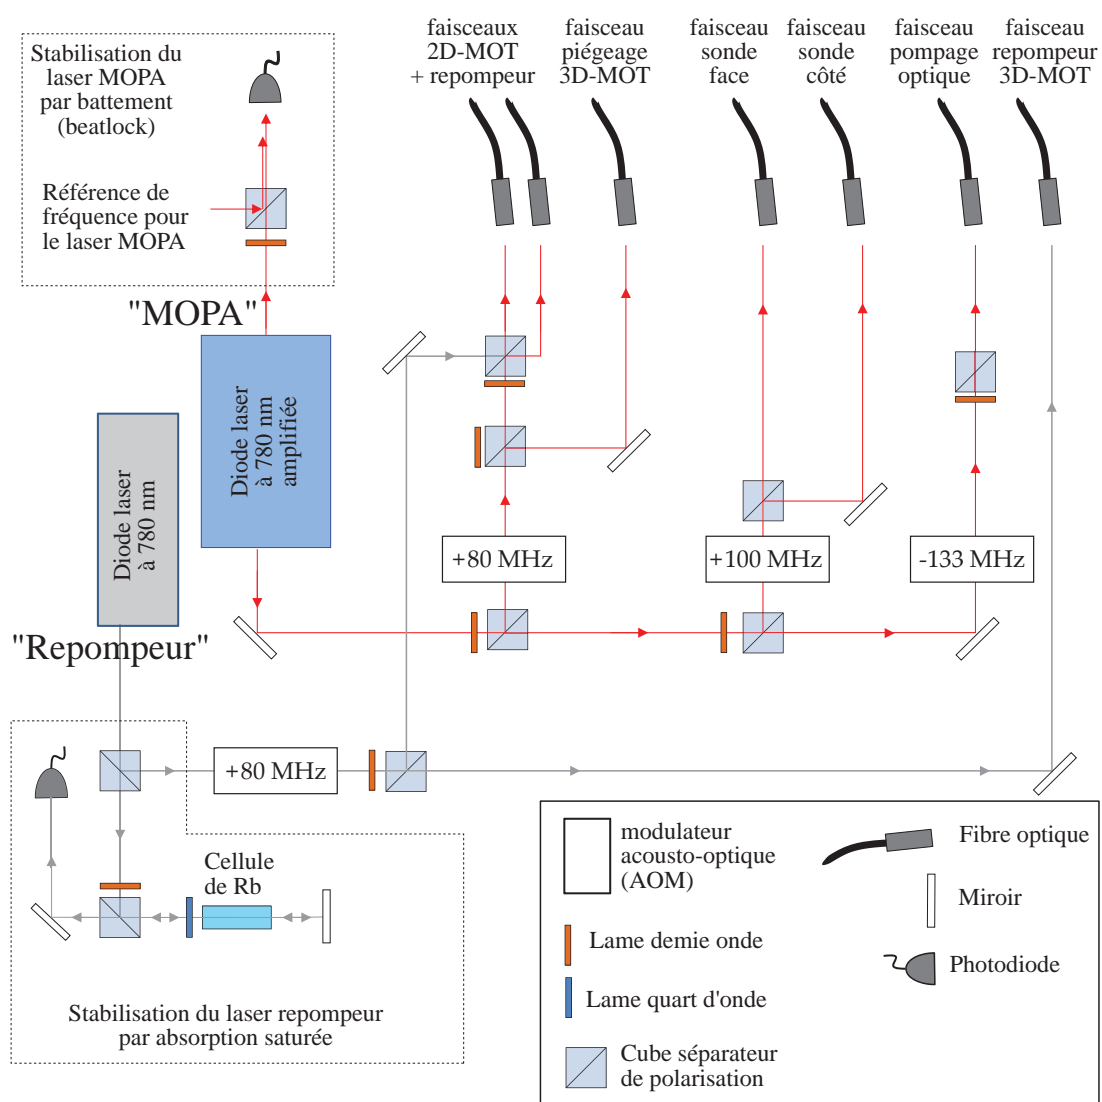 faisceaux
2D-MOT
+ repompeur
faisceau
piégeage
3D-MOT
faisceau
sonde
face
faisceau
sonde
côté
faisceau
pompage
optique
faisceau
repompeur
3D-MOT
Stabilisation du
laser MOPA
par battement
(beatlock)
Référence de
fréquence pour
le laser MOPA
"MOPA"
Diode laser
à 780 nm
amplifiée
Diode laser
à 780 nm
"Repompeur"
+80 MHz
+100 MHz
-133 MHz
+80 MHz
Cellule
de Rb
Stabilisation du laser repompeur
par absorption saturée
modulateur
acousto-optique
(AOM)
Fibre optique
Miroir
Lame demie onde
Photodiode
Lame quart d'onde
Cube séparateur
de polarisation